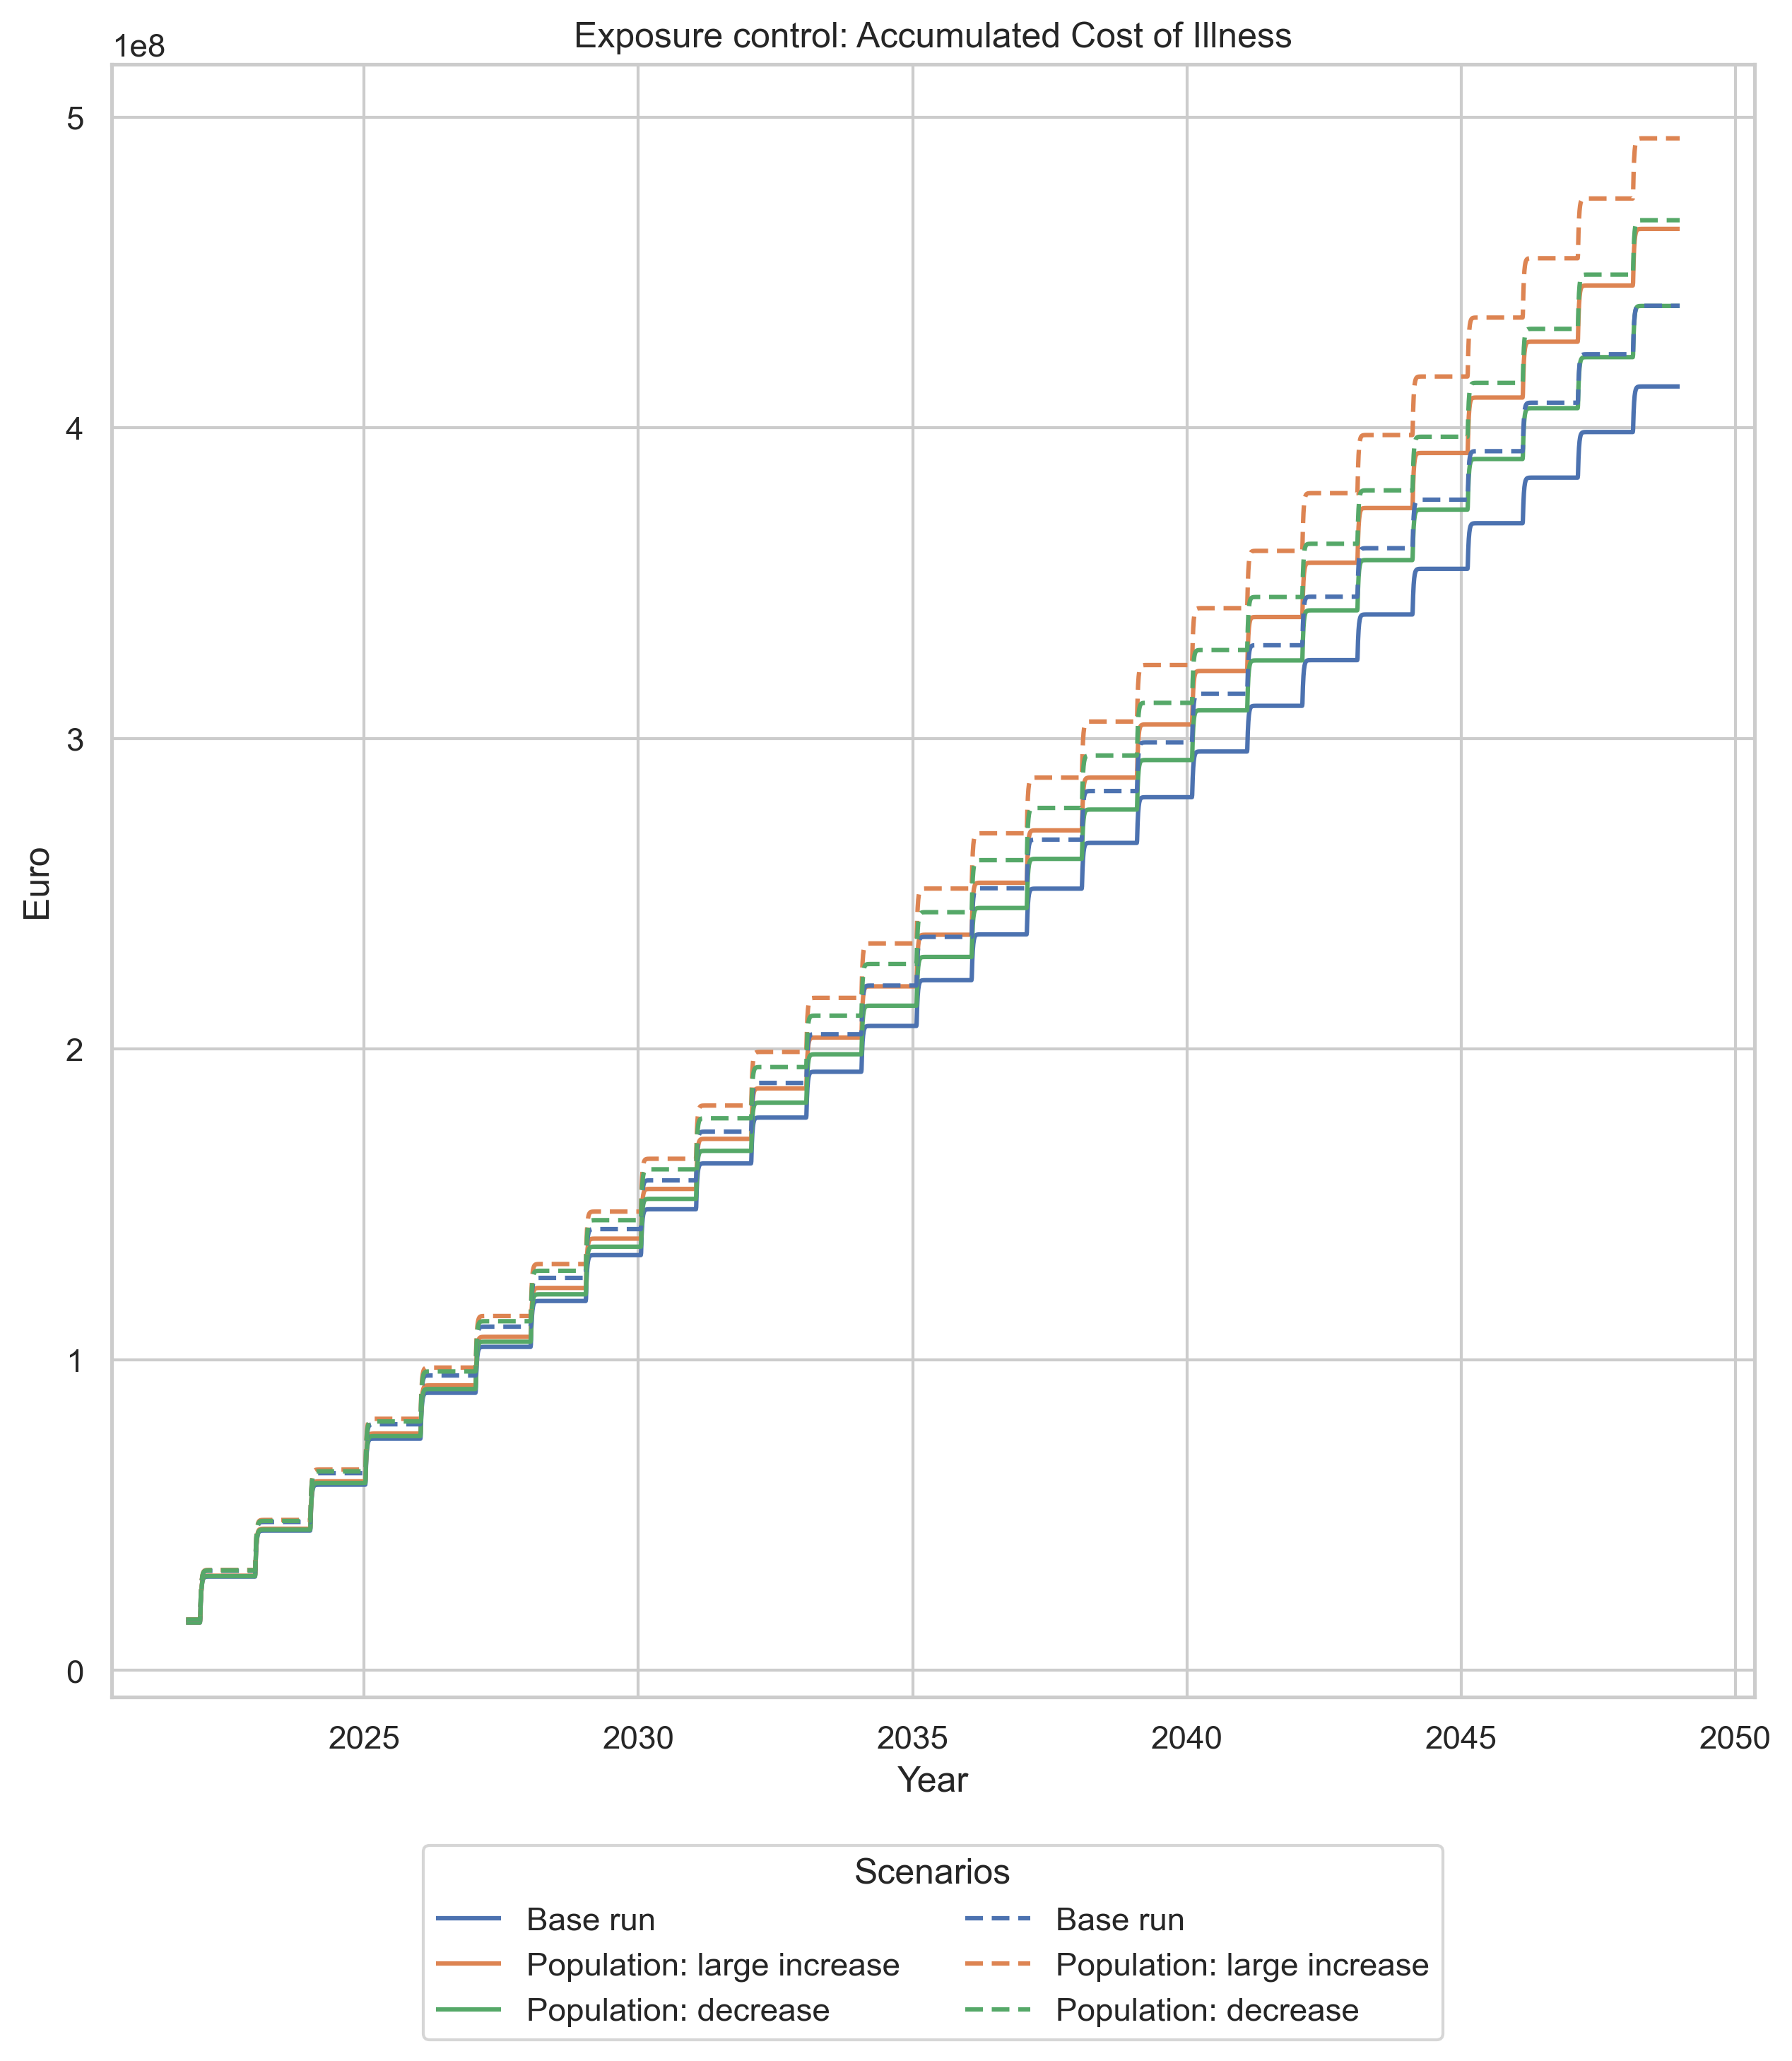 Exposure control: Accumulated Cost of Illness
1e8
5
4
3
2
1
0
Euro
2025 2030 2035 2040 2045 2050
Year
Scenarios
Base run Base run
Population: large increase Population: large increase
Population: decrease Population: decrease